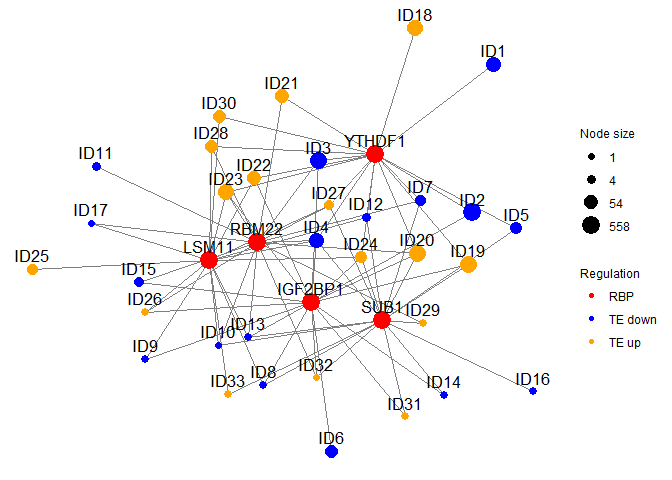 ID18
ID1
ID21
ID30
YTHDF1
ID28
ID3
ID11
ID22
ID23
ID7
ID27
ID12
ID2
ID17
ID5
RBM22
ID4
LSM11
ID24
ID20
ID19
ID25
ID15
IGF2BP1
ID26
SUB1
ID29
ID13
ID10
ID9
ID32
ID8
ID33
ID14
ID16
ID31
ID6
Node size
1
4
54
558
Regulation
RBP
TE down
TE up